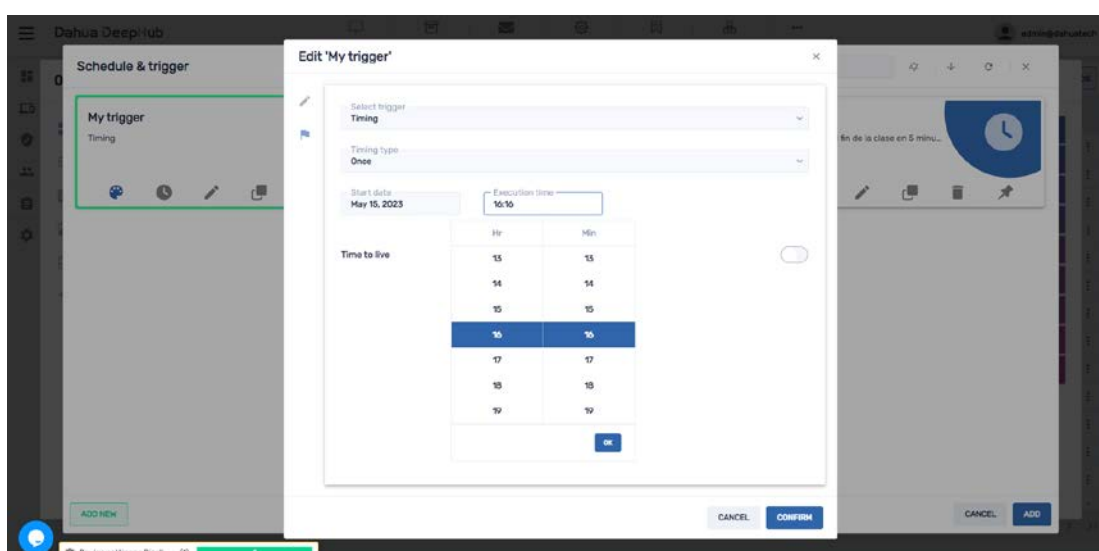 Dahua DeepHub
Schedule & trigger
My trigger
Timing
Edit 'My trigger'
Select trigger
Timing
Timing type
Once
Start date
May 15, 2023
Execution time
16:16
Time to live
Hr Min
13 13
14 14
15 15
16 16
17 17
18 18
19 19
OK
CANCEL CONFIRM
fin de la clase en 5 minu...
ADD NEW
CANCEL ADD